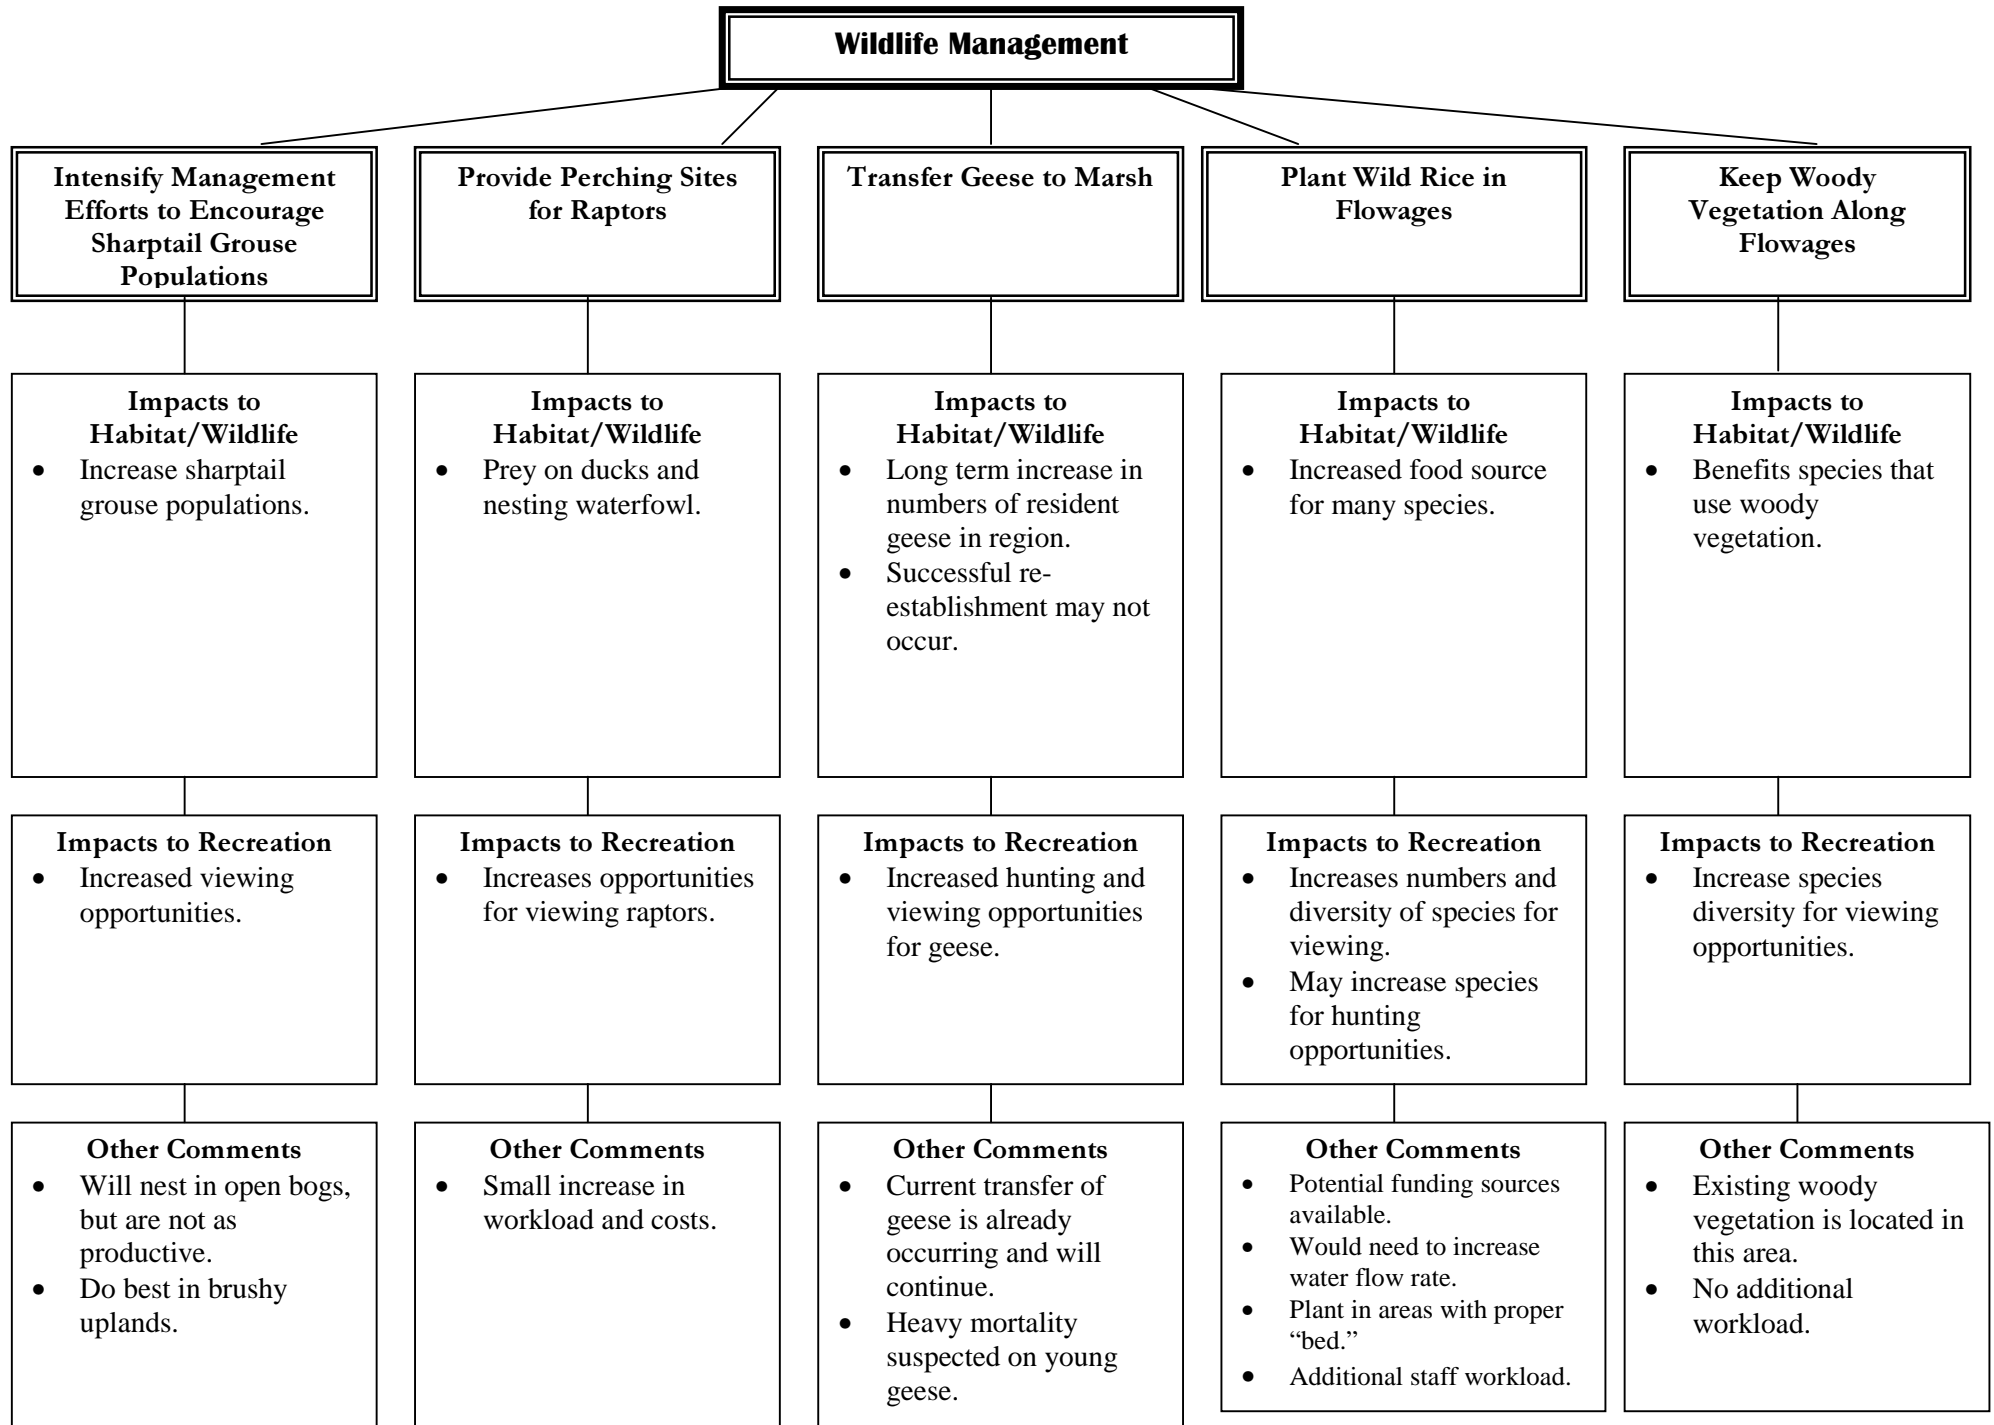 Wildlife Management
Intensify Management
Efforts to Encourage
Sharptail Grouse
Populations
Provide Perching Sites
for Raptors
Transfer Geese to Marsh
Plant Wild Rice in
Flowages
Keep Woody
Vegetation Along
Flowages
Impacts to
Habitat/Wildlife
• Increase sharptail
grouse populations.
Impacts to
Habitat/Wildlife
• Prey on ducks and
nesting waterfowl.
Impacts to
Habitat/Wildlife
• Long term increase in
numbers of resident
geese in region.
• Successful re-
establishment may not
occur.
Impacts to
Habitat/Wildlife
• Increased food source
for many species.
Impacts to
Habitat/Wildlife
• Benefits species that
use woody
vegetation.
Impacts to Recreation
• Increased viewing
opportunities.
Impacts to Recreation
• Increases opportunities
for viewing raptors.
Impacts to Recreation
• Increased hunting and
viewing opportunities
for geese.
Impacts to Recreation
• Increases numbers and
diversity of species for
viewing.
• May increase species
for hunting
opportunities.
Impacts to Recreation
• Increase species
diversity for viewing
opportunities.
Other Comments
• Will nest in open bogs,
but are not as
productive.
• Do best in brushy
uplands.
Other Comments
• Small increase in
workload and costs.
Other Comments
• Current transfer of
geese is already
occurring and will
continue.
• Heavy mortality
suspected on young
geese.
Other Comments
• Potential funding sources
available.
• Would need to increase
water flow rate.
• Plant in areas with proper
“bed.”
• Additional staff workload.
Other Comments
• Existing woody
vegetation is located in
this area.
• No additional
workload.